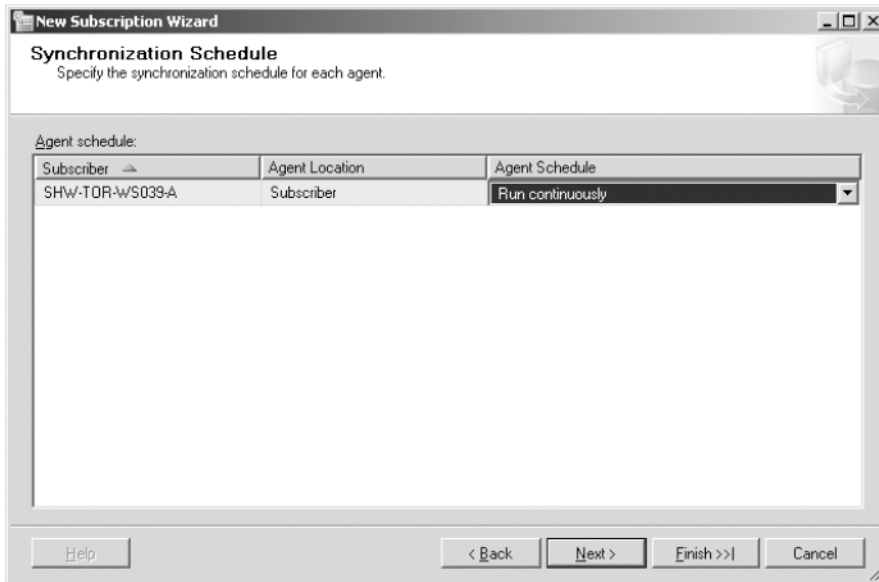 New Subscription Wizard
Synchronization Schedule
Specify the synchronization schedule for each agent.
Agent schedule:
Subscriber Agent Location Agent Schedule
SHW-TOR-WS039-A Subscriber Run continuously
Help < Back Next > Finish >>| Cancel